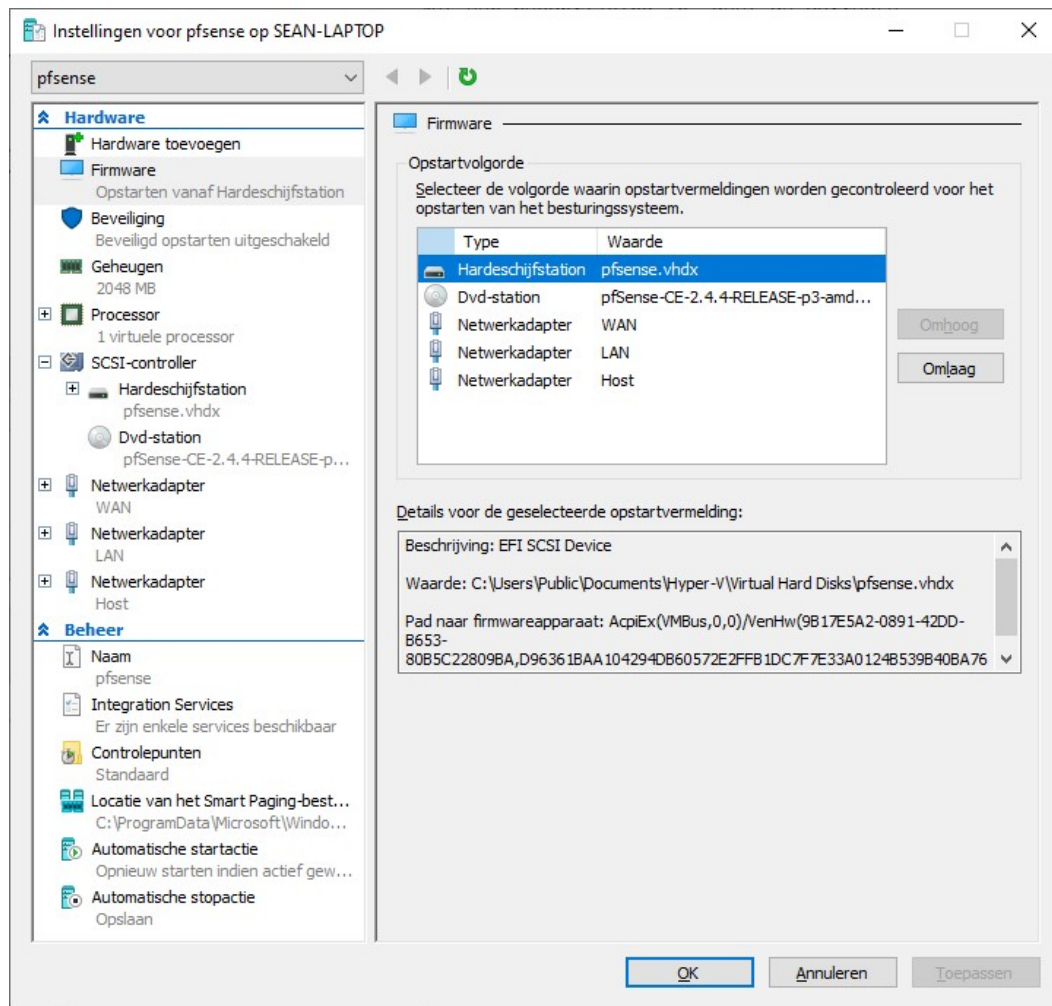 Instellingen voor pfsense op SEAN-LAPTOP
pfsense
Hardware
Hardware toevoegen
Firmware
Opstarten vanaf Hardeschijfstation
Beveiliging
Beveiligd opstarten uitgeschakeld
Geheugen
2048 MB
Processor
1 virtuele processor
SCSI-controller
Hardeschijfstation
pfsense.vhdx
Dvd-station
pfSense-CE-2.4.4-RELEASE-p...
Netwerkadapter
WAN
Netwerkadapter
LAN
Netwerkadapter
Host
Beheer
Naam
pfsense
Integration Services
Er zijn enkele services beschikbaar
Controlepunten
Standaard
Locatie van het Smart Paging-best...
C:\ProgramData\Microsoft\Windo...
Automatische startactie
Opnieuw starten indien actief gew...
Automatische stopactie
Opslaan
Firmware
Opstartvolgorde
Selecteer de volgorde waarin opstartvermeldingen worden gecontroleerd voor het
opstarten van het besturingssysteem.
Type Waarde
Hardeschijfstation pfsense.vhdx
Dvd-station pfSense-CE-2.4.4-RELEASE-p3-amd...
Netwerkadapter WAN
Netwerkadapter LAN
Netwerkadapter Host
Omhoog
Omlaag
Details voor de geselecteerde opstartvermelding:
Beschrijving: EFI SCSI Device
Waarde: C:\Users\Public\Documents\Hyper-V\Virtual Hard Disks\pfsense.vhdx
Pad naar firmwareapparaat: AcpiEx(VMBus,0,0)/VenHw(9B17E5A2-0891-42DD-
B653-
80B5C22809BA,D96361BAA104294DB60572E2FFB1DC7F7E33A0124B539B40BA76
OK Annuleren Toepassen